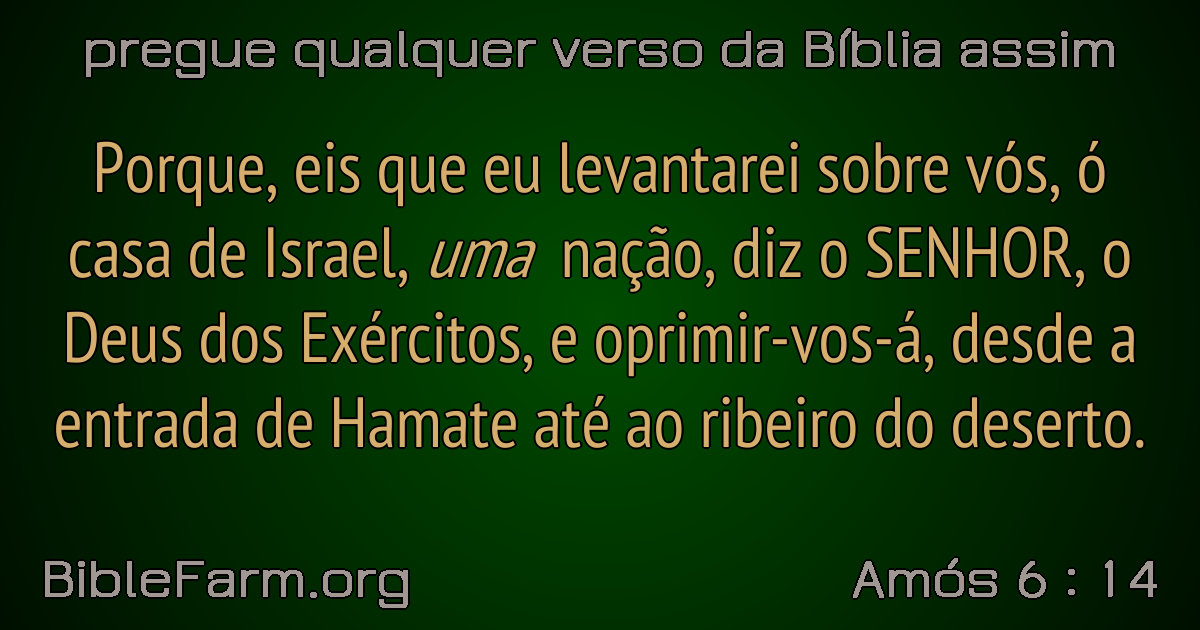 pregue qualquer verso da Bíblia assim
Porque, eis que eu levantarei sobre vós, ó
casa de Israel, uma nação, diz o SENHOR, o
Deus dos Exércitos, e oprimir-vos-á, desde a
entrada de Hamate até ao ribeiro do deserto.
BibleFarm.org
Amós 6 : 14